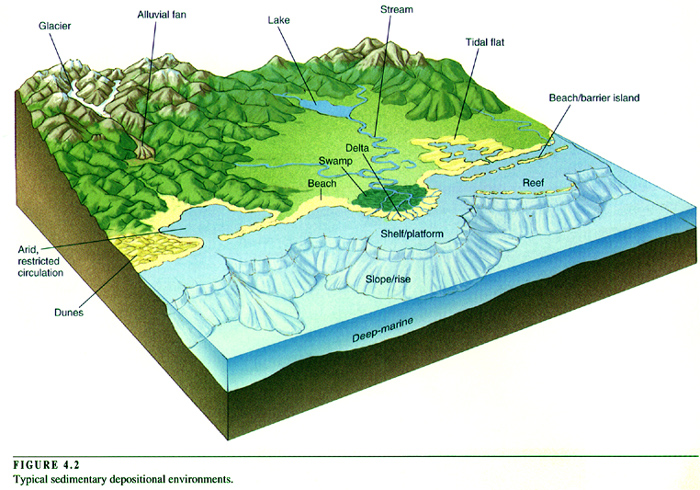 Glacier
Alluvial fan
Lake
Stream
Tidal flat
Beach/barrier island
Delta
Swamp
Beach
Reef
Shelf/platform
Arid,
restricted
circulation
Slope/rise
Dunes
Deep-marine
FIGURE 4.2
Typical sedimentary depositional environments.